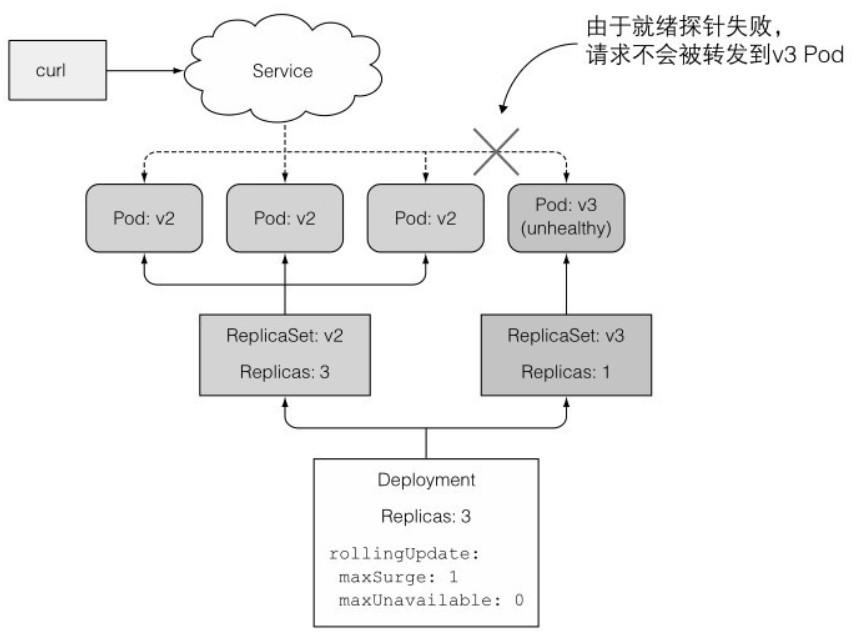 由于就绪探针失败，
请求不会被转发到v3 Pod
curl
Service
Pod: v2
Pod: v2
Pod: v2
Pod: v3
(unhealthy)
ReplicaSet: v2
Replicas: 3
ReplicaSet: v3
Replicas: 1
Deployment
Replicas: 3
rollingUpdate:
maxSurge: 1
maxUnavailable: 0